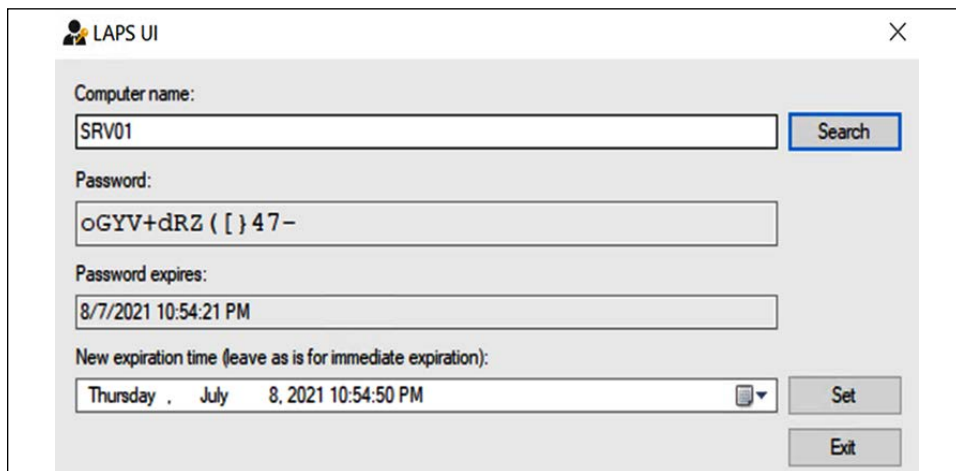 LAPS UI
Computer name:
SRV01
Search
Password:
oGYV+dRZ([}47-
Password expires:
8/7/2021 10:54:21 PM
New expiration time (leave as is for immediate expiration):
Thursday , July 8, 2021 10:54:50 PM
Set
Exit